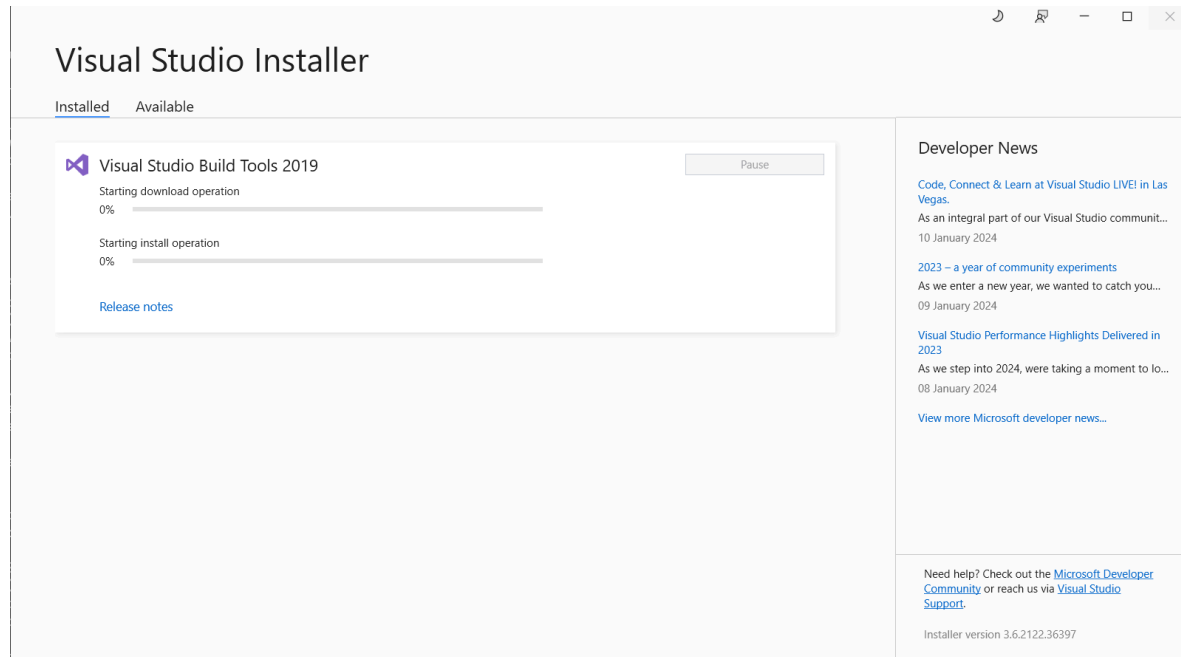 Visual Studio Installer
Installed
Available
Visual Studio Build Tools 2019
Pause
Starting download operation
0%
Starting install operation
0%
Release notes
Developer News
Code, Connect & Learn at Visual Studio LIVE! in Las
Vegas.
As an integral part of our Visual Studio communit...
10 January 2024
2023 – a year of community experiments
As we enter a new year, we wanted to catch you...
09 January 2024
Visual Studio Performance Highlights Delivered in
2023
As we step into 2024, were taking a moment to lo...
08 January 2024
View more Microsoft developer news...
Need help? Check out the Microsoft Developer
Community or reach us via Visual Studio
Support.
Installer version 3.6.2122.36397